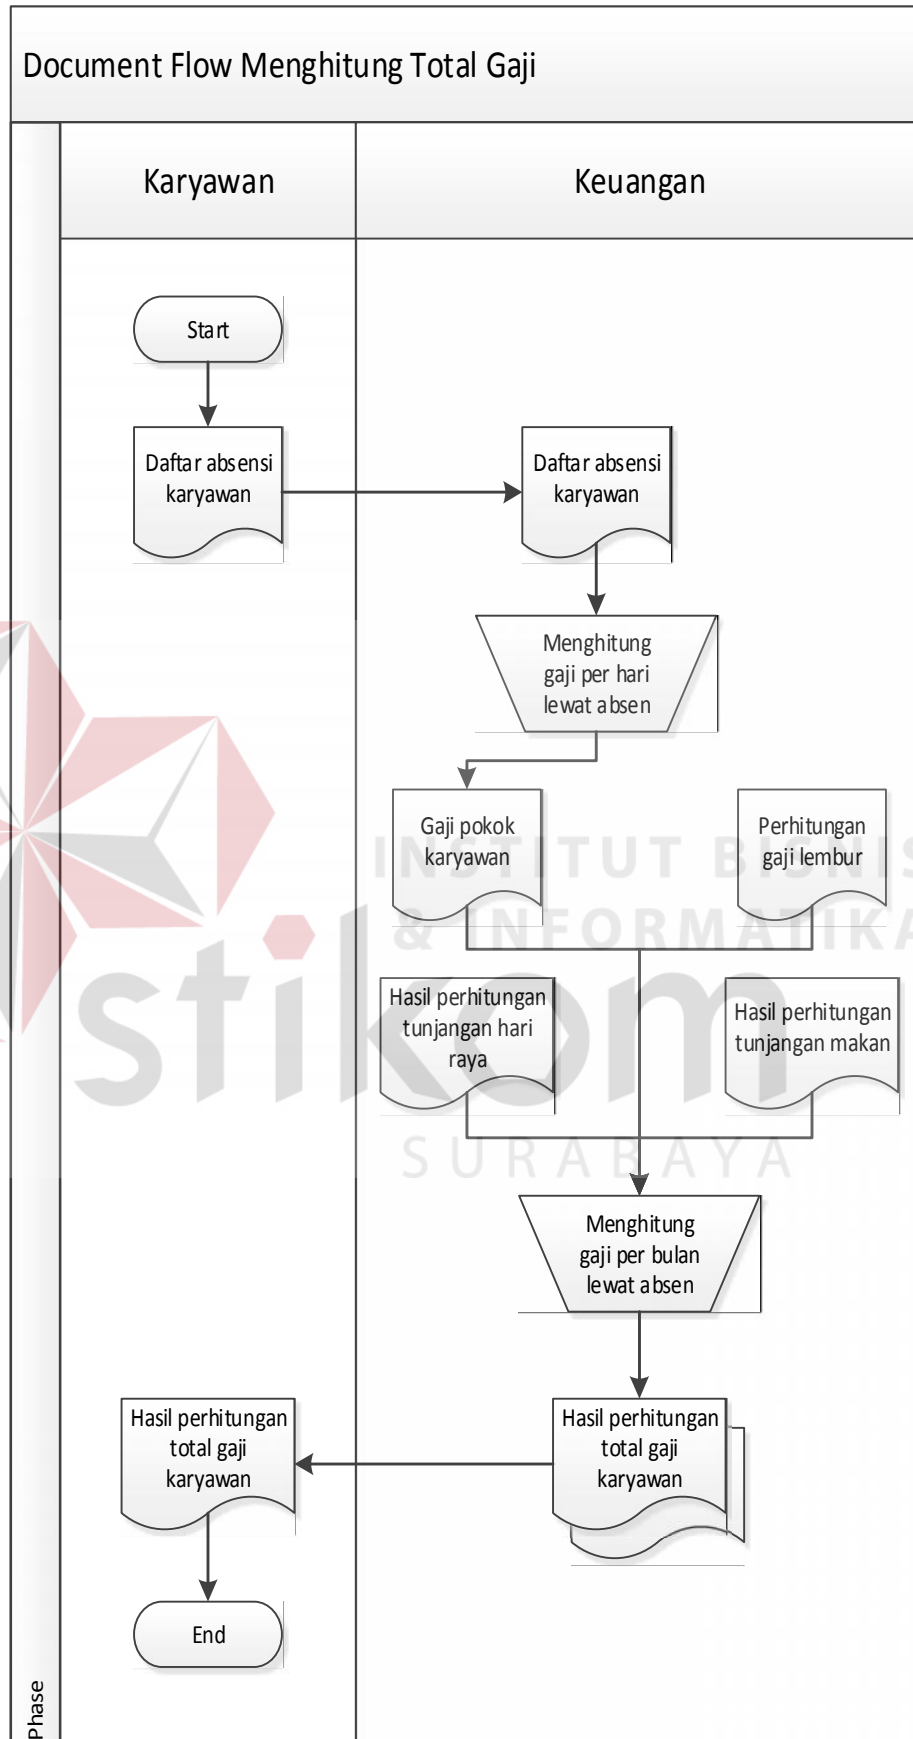 Document Flow Menghitung Total Gaji
Karyawan
Keuangan
Start
Daftar absensi
karyawan
Daftar absensi
karyawan
Menghitung
gaji per hari
lewat absen
Gaji pokok
karyawan
Perhitungan
gaji lembur
INSTITUT BISNIS
& INFORMATIKA
stikom
SURABAYA
Hasil perhitungan
tunjangan hari
raya
Hasil perhitungan
tunjangan makan
Menghitung
gaji per bulan
lewat absen
Hasil perhitungan
total gaji
karyawan
Hasil perhitungan
total gaji
karyawan
End
Phase